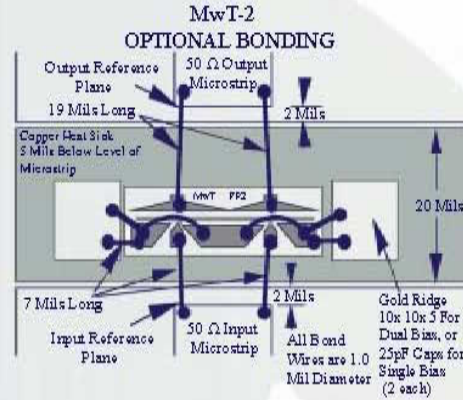 MwT-2
OPTIONAL BONDING
Output Reference
Plane
50 Ω Output
Microstrip
19 Mils Long
2 Mils
Copper Heat Sink
5 Mils Below Level of
Microstrip
MwT FP2
20 Mils
7 Mils Long
2 Mils
Input Reference
Plane
50 Ω Input
Microstrip
All Bond
Wires are 1.0
Mil Diameter
Gold Ridge
10x 10x 5 For
Dual Bias, or
25pF Caps for
Single Bias
(2 each)